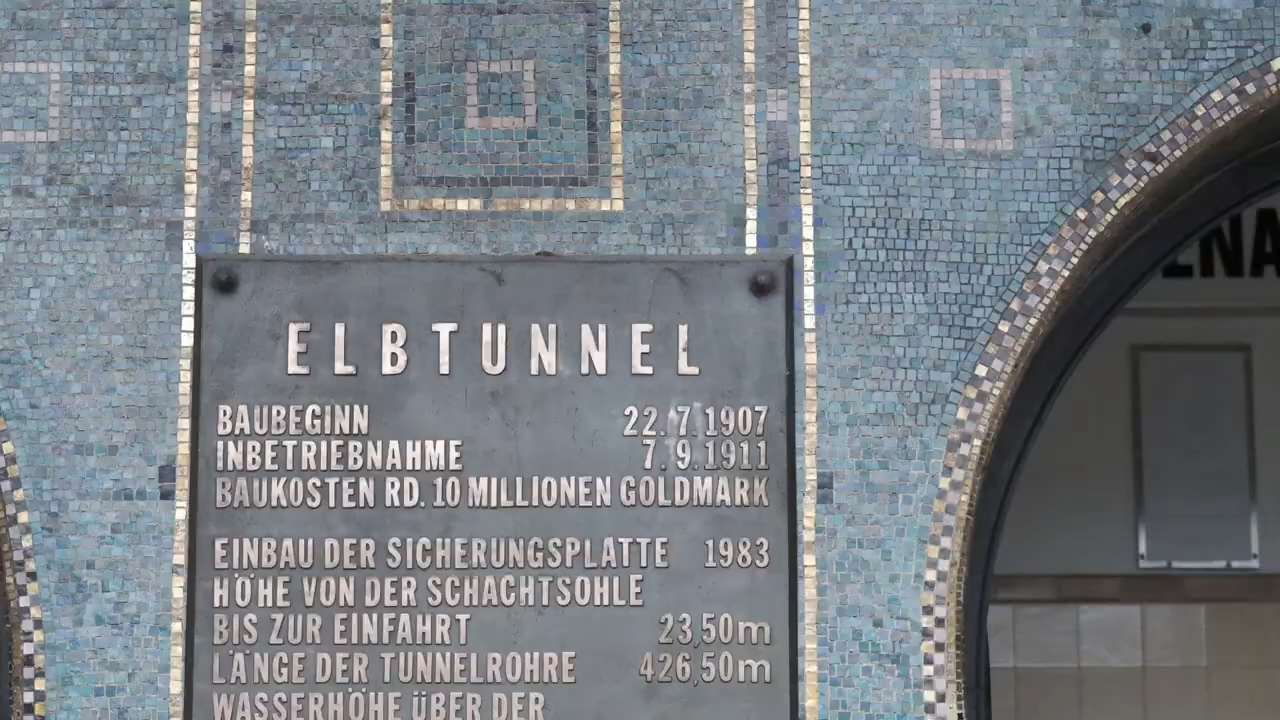 ELBTUNNEL
BAUBEGINN 22.7.1907
INBETRIEBNAHME 7.9.1911
BAUKOSTEN RD. 10 MILLIONEN GOLDMARK
EINBAU DER SICHERUNGSPLATTE 1983
HÖHE VON DER SCHACHTSOHLE
BIS ZUR EINFAHRT 23,50m
LÄNGE DER TUNNELROHRE 426,50m
WASSERHÖHE ÜBER DER